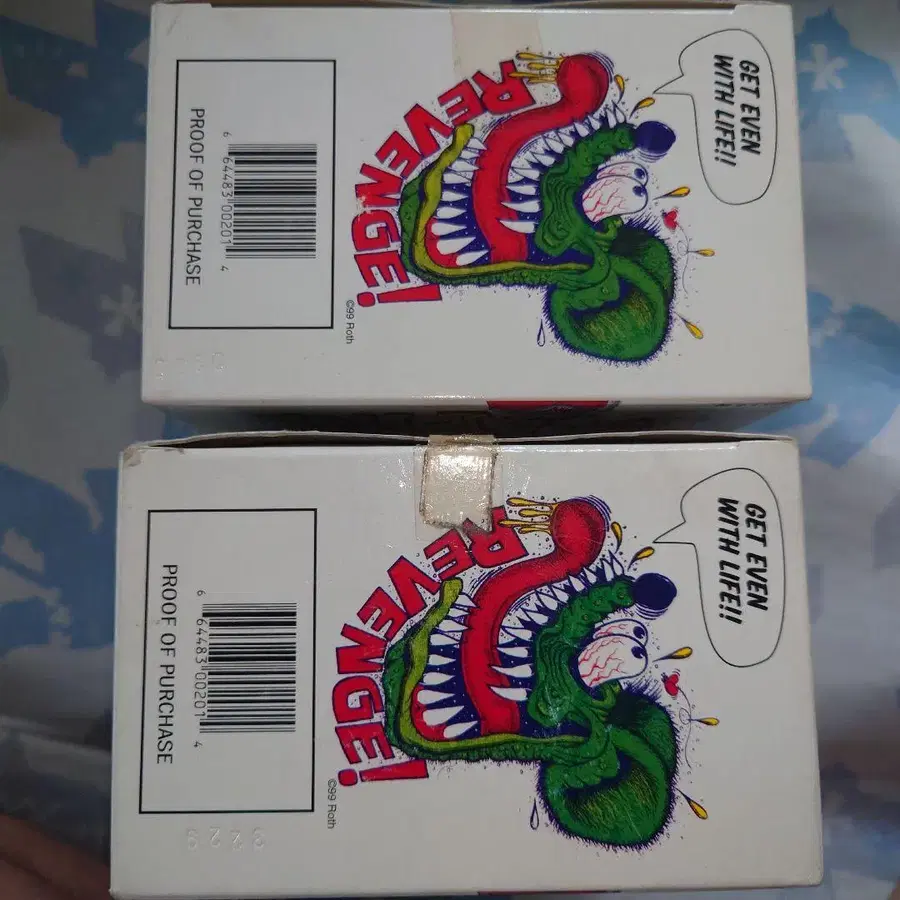 GET EVEN
WITH LIFE!!
REVENGE!
©99 Roth
6 64483 00201 4
PROOF OF PURCHASE
GET EVEN
WITH LIFE!!
REVENGE!
©99 Roth
6 64483 00201 4
PROOF OF PURCHASE